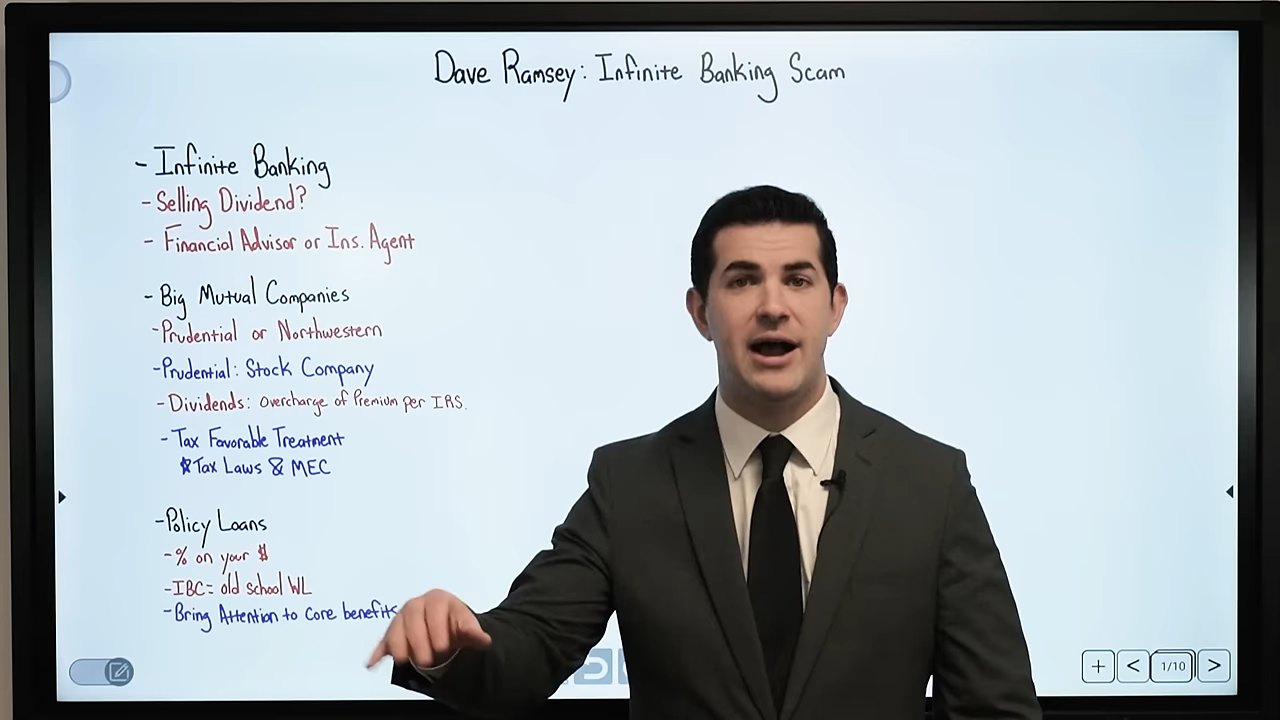 Dave Ramsey: Infinite Banking Scam
- Infinite Banking
- Selling Dividend?
- Financial Advisor or Ins. Agent
- Big Mutual Companies
- Prudential or Northwestern
- Prudential: Stock Company
- Dividends: Overcharge of Premium per IRS.
- Tax Favorable Treatment
Tax Laws & MEC
- Policy Loans
- % on your $
- IBC= old school WL
- Bring Attention to core benefits
+ < 1/10 >